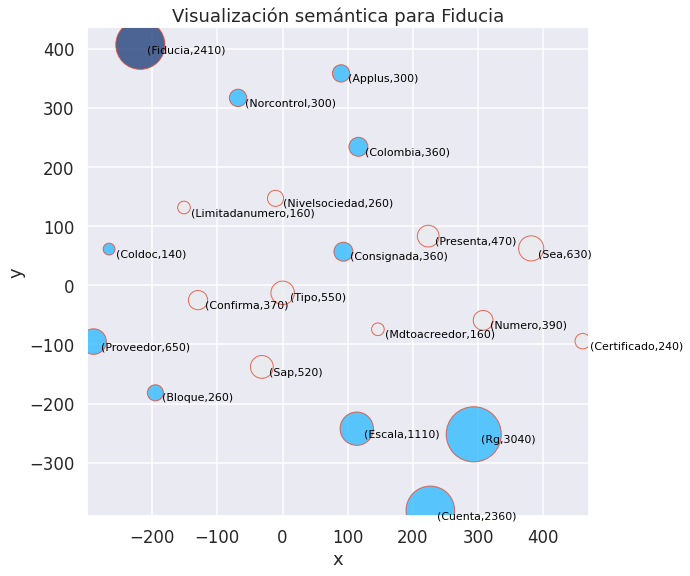 Visualización semántica para Fiducia
400
300
200
100
0
−100
−200
−300
y
(Fiducia,2410)
(Applus,300)
(Norcontrol,300)
(Colombia,360)
(Nivelsociedad,260)
(Limitadanumero,160)
(Presenta,470)
(Sea,630)
(Coldoc,140)
(Consignada,360)
(Tipo,550)
(Confirma,370)
(Numero,390)
(Mdtoacreedor,160)
(Proveedor,650)
(Certificado,240)
(Sap,520)
(Bloque,260)
(Escala,1110)
(Rg,3040)
(Cuenta,2360)
−200
−100
0
100
200
300
400
x